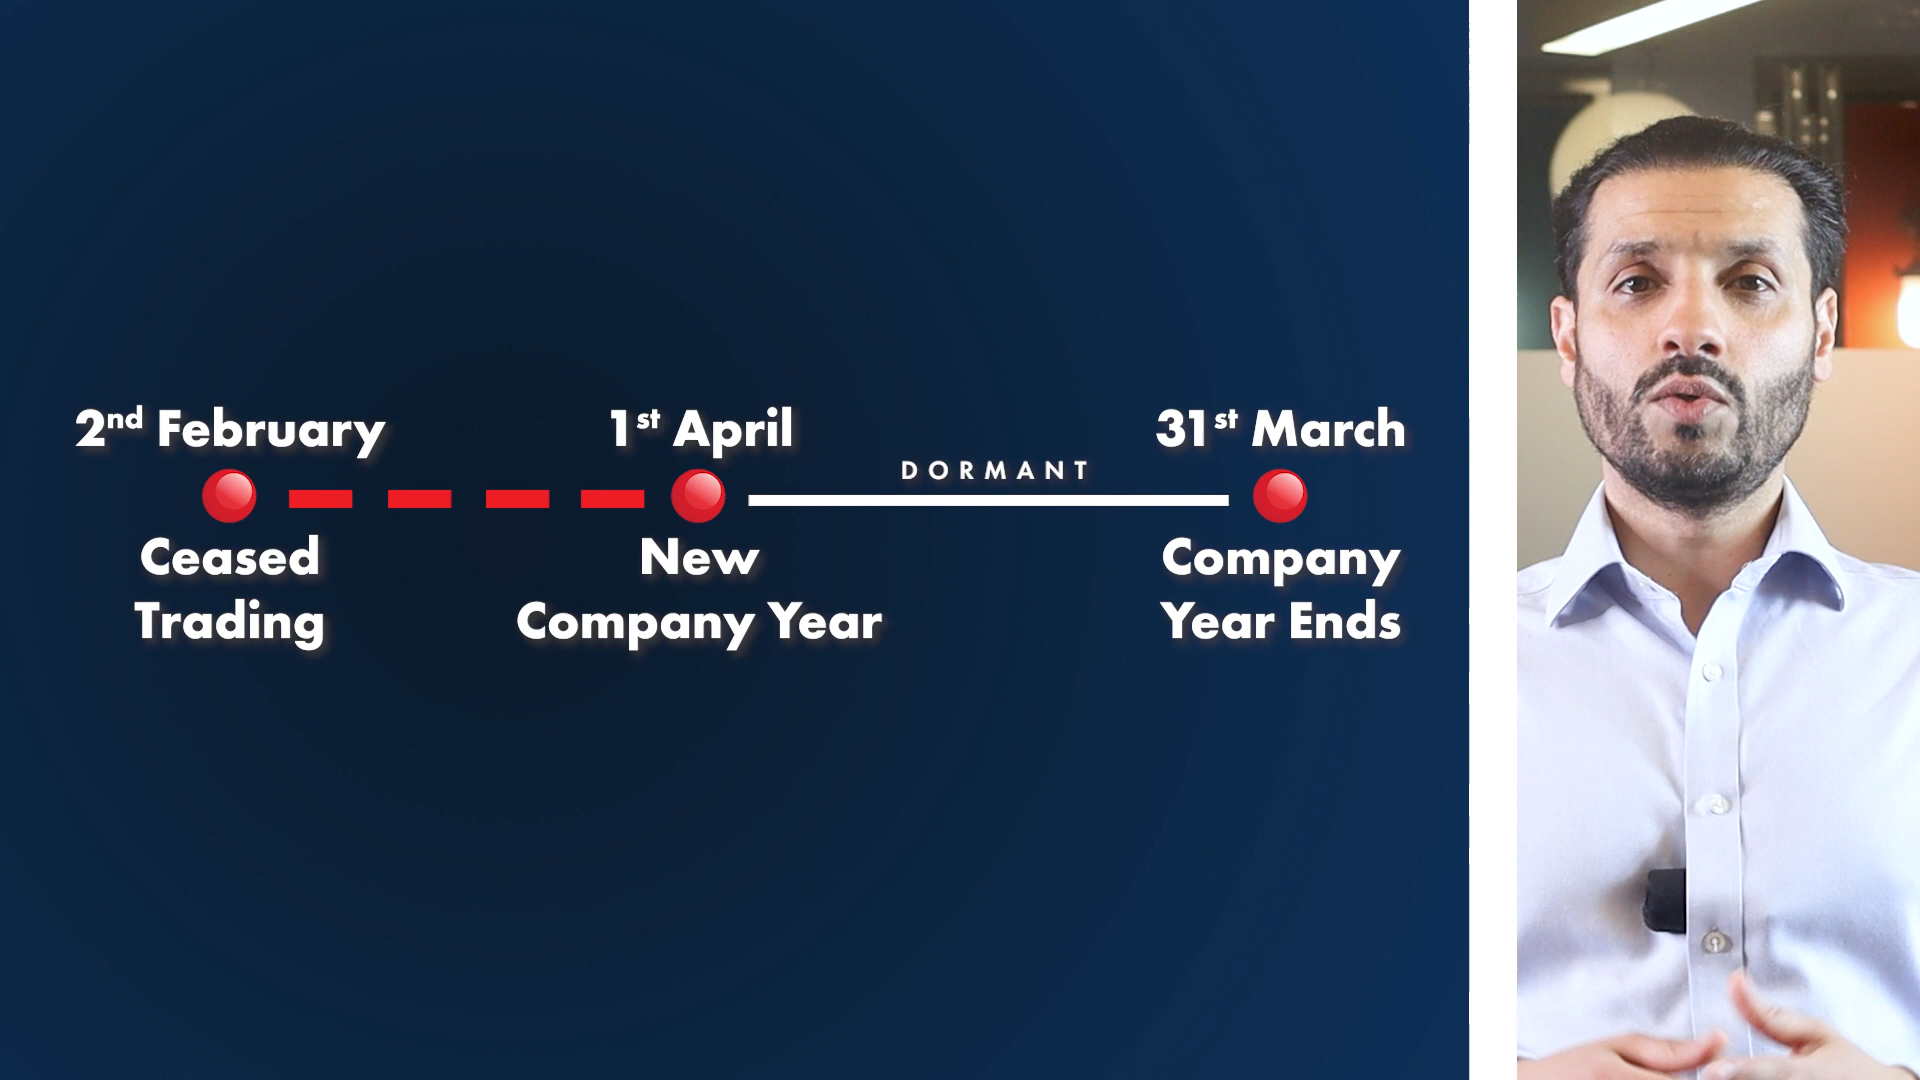 2nd February
1st April
31st March
DORMANT
Ceased
Trading
New
Company Year
Company
Year Ends